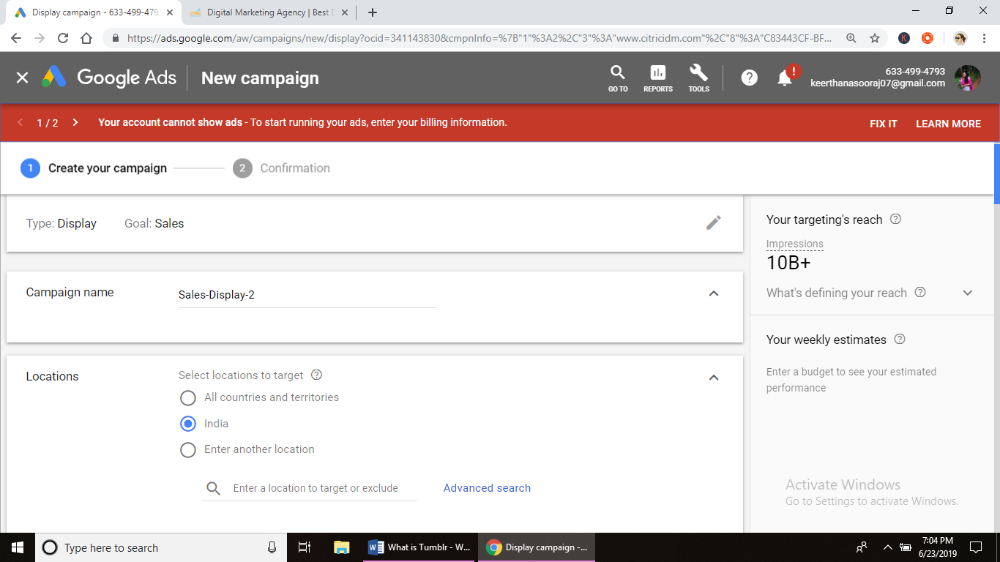 Display campaign - 633-499-479
Digital Marketing Agency | Best D
https://ads.google.com/aw/campaigns/new/display?ocid=341143830&cmpnInfo=%7B"1"%3A2%2C"3"%3A"www.citricidm.com"%2C"8"%3A"C83443CF-BF...
Google Ads
New campaign
GO TO
REPORTS
TOOLS
!
633-499-4793
keerthanasooraj07@gmail.com
1 / 2
Your account cannot show ads - To start running your ads, enter your billing information.
FIX IT
LEARN MORE
1 Create your campaign
2 Confirmation
Type: Display
Goal: Sales
Your targeting's reach
Impressions
10B+
What's defining your reach
Campaign name
Sales-Display-2
Your weekly estimates
Enter a budget to see your estimated
performance
Locations
Select locations to target
All countries and territories
India
Enter another location
Enter a location to target or exclude
Advanced search
Activate Windows
Go to Settings to activate Windows.
Type here to search
What is Tumblr - W...
Display campaign -...
7:04 PM
6/23/2019